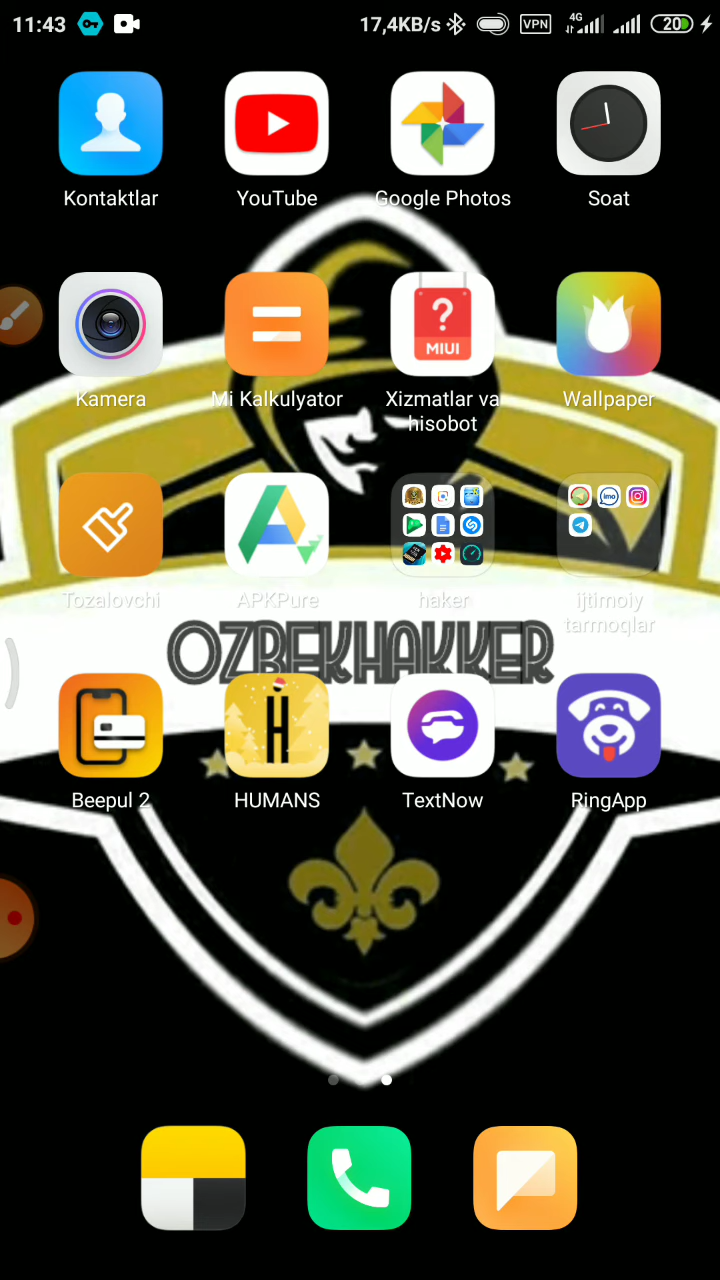 11:43
17,4KB/s
VPN
4G
20
Kontaktlar
YouTube
Google Photos
Soat
?
MIUI
Kamera
Mi Kalkulyator
Xizmatlar va
hisobot
Wallpaper
imo
Tozalovchi
APKPure
haker
ijtimoiy
tarmoqlar
OZBEKHAKKER
Beepul 2
HUMANS
TextNow
RingApp